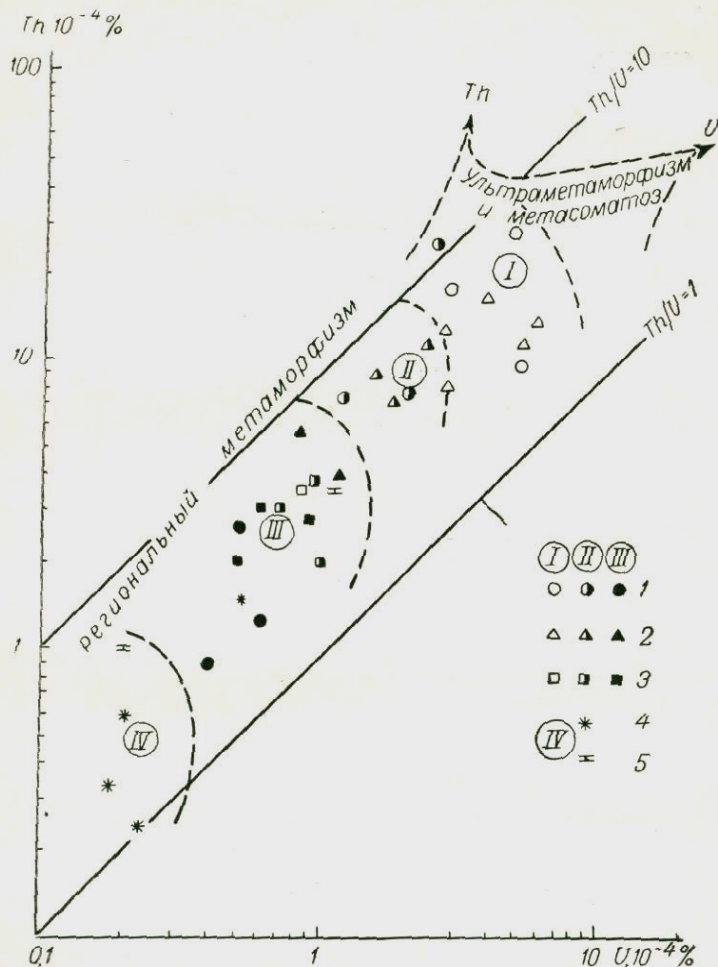 Th 10⁻⁴%
100
Th
Th/U=10
U
Ультраметаморфизм
и метасоматоз
I
Th/U=1
10
II
региональный метаморфизм
III
I II III
1
2
3
IV 4
5
1
IV
0,1 1 10 U,10⁻⁴%